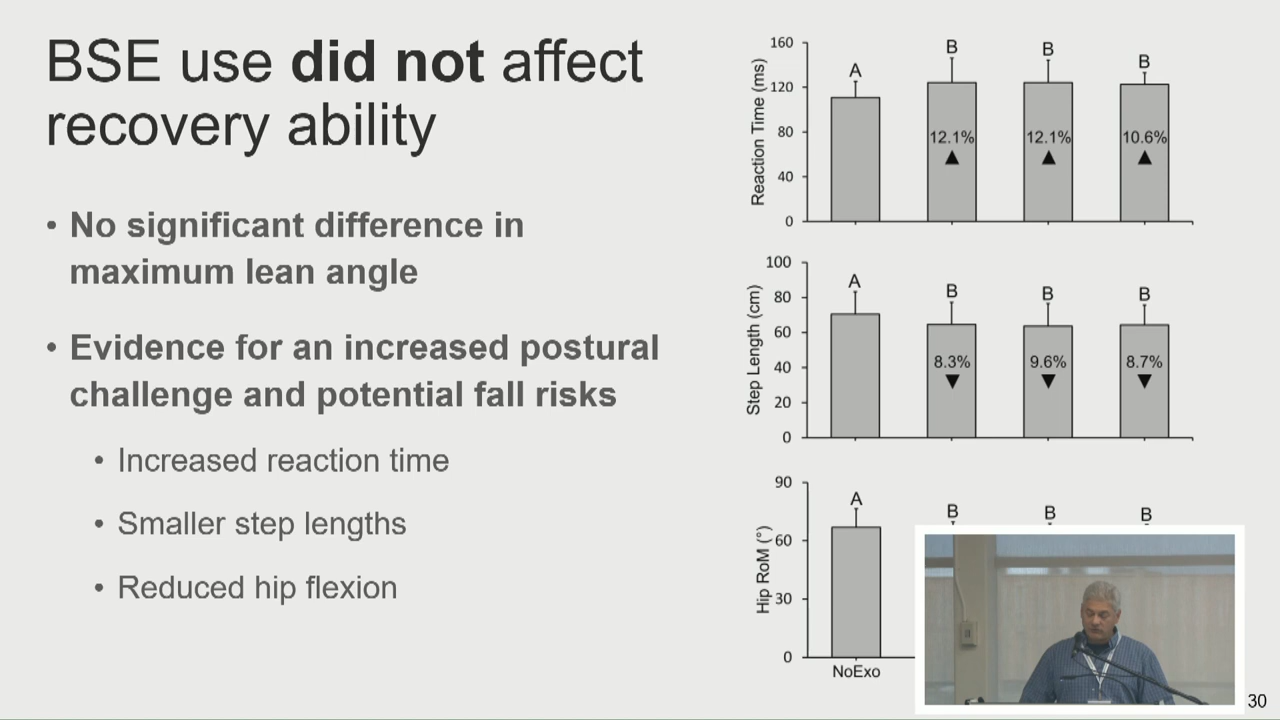 BSE use did not affect
recovery ability
• No significant difference in
maximum lean angle
• Evidence for an increased postural
challenge and potential fall risks
• Increased reaction time
• Smaller step lengths
• Reduced hip flexion
Reaction Time (ms)
160
120
80
40
0
A
B
B
B
12.1%
12.1%
10.6%
Step Length (cm)
100
80
60
40
20
0
A
B
B
B
8.3%
9.6%
8.7%
Hip RoM (°)
90
60
30
0
A
B
B
B
NoExo
30